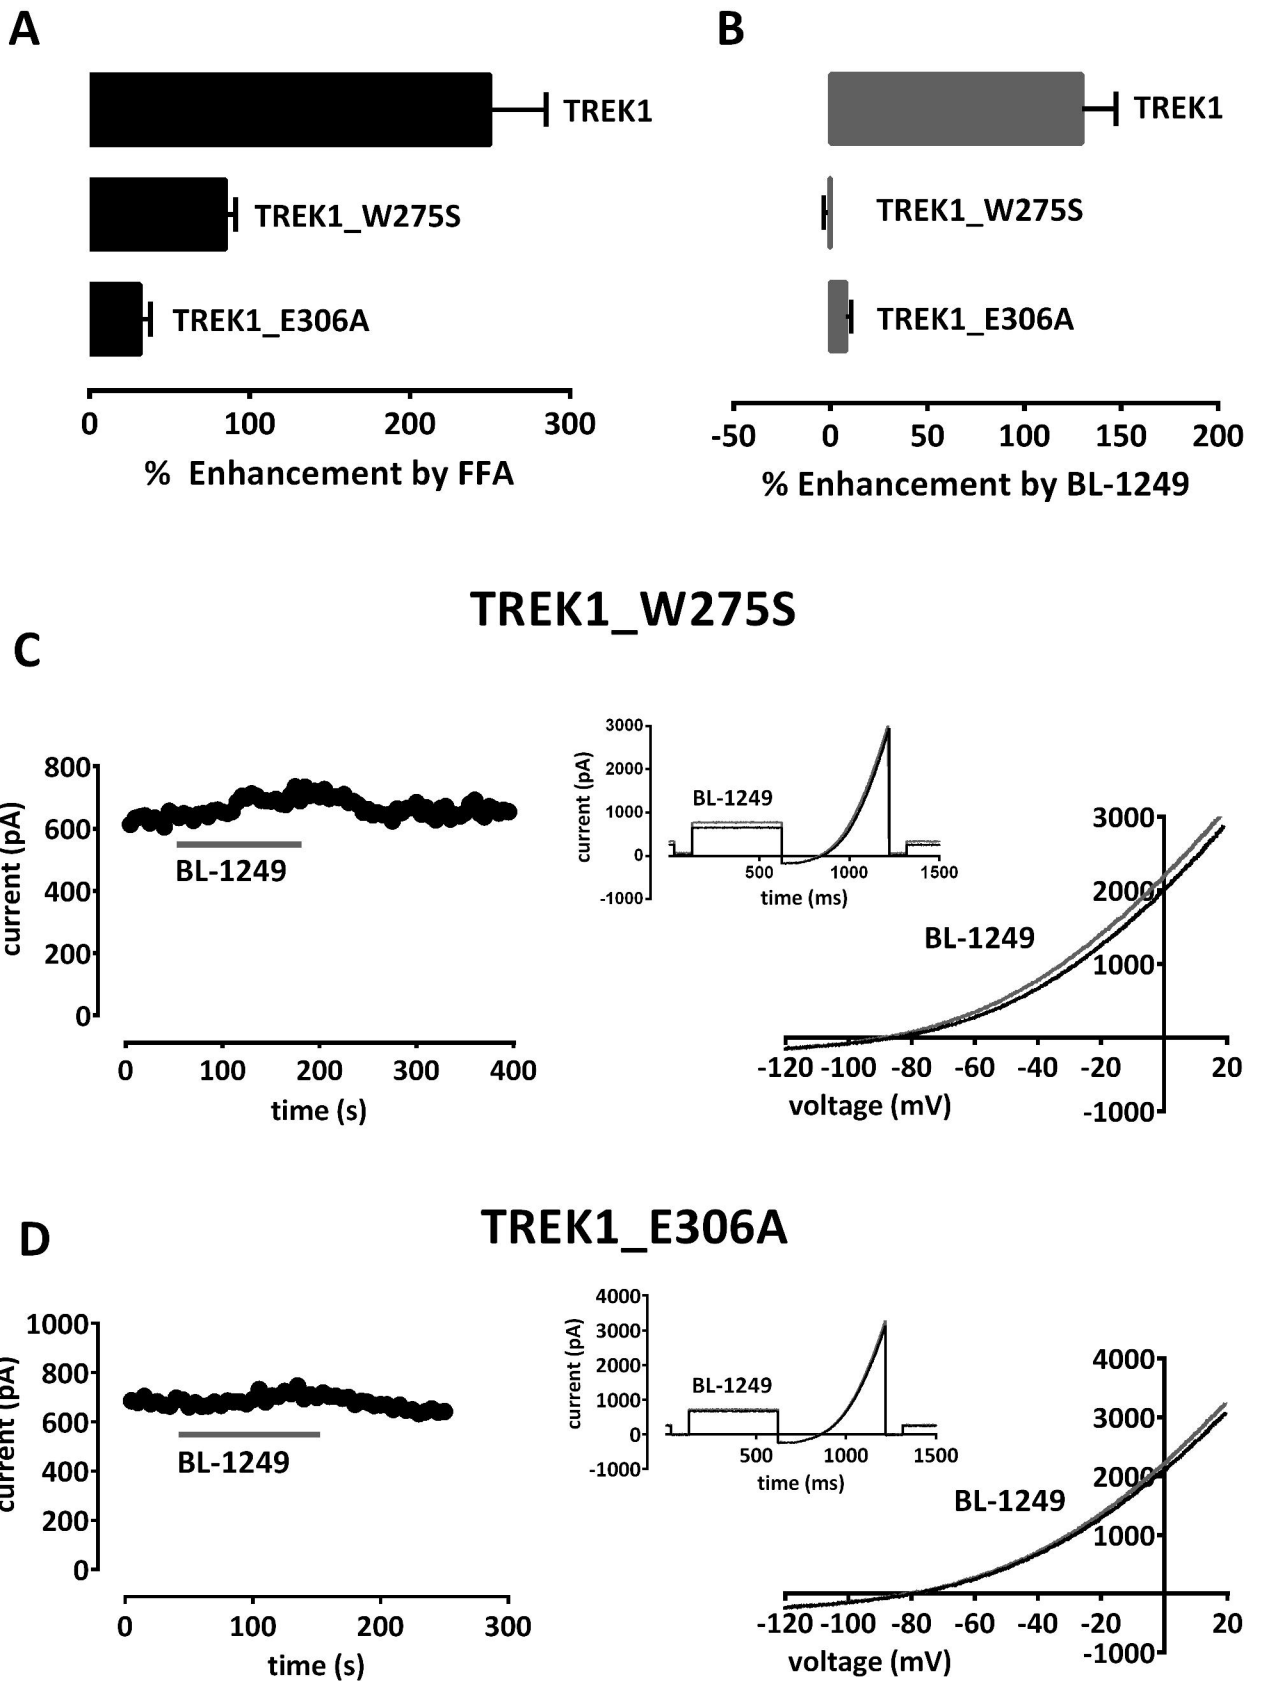 A
TREK1
TREK1_W275S
TREK1_E306A
0 100 200 300
% Enhancement by FFA
B
TREK1
TREK1_W275S
TREK1_E306A
-50 0 50 100 150 200
% Enhancement by BL-1249
TREK1_W275S
C
800
600
400
200
0
current (pA)
BL-1249
0 100 200 300 400
time (s)
3000
2000
1000
0
-1000
current (pA)
BL-1249
500 1000 1500
time (ms)
3000
2000
1000
-1000
BL-1249
-120 -100 -80 -60 -40 -20 20
voltage (mV)
TREK1_E306A
D
1000
800
600
400
200
0
current (pA)
BL-1249
0 100 200 300
time (s)
4000
3000
2000
1000
0
-1000
current (pA)
BL-1249
500 1000 1500
time (ms)
4000
3000
2000
1000
-1000
BL-1249
-120 -100 -80 -60 -40 -20 20
voltage (mV)